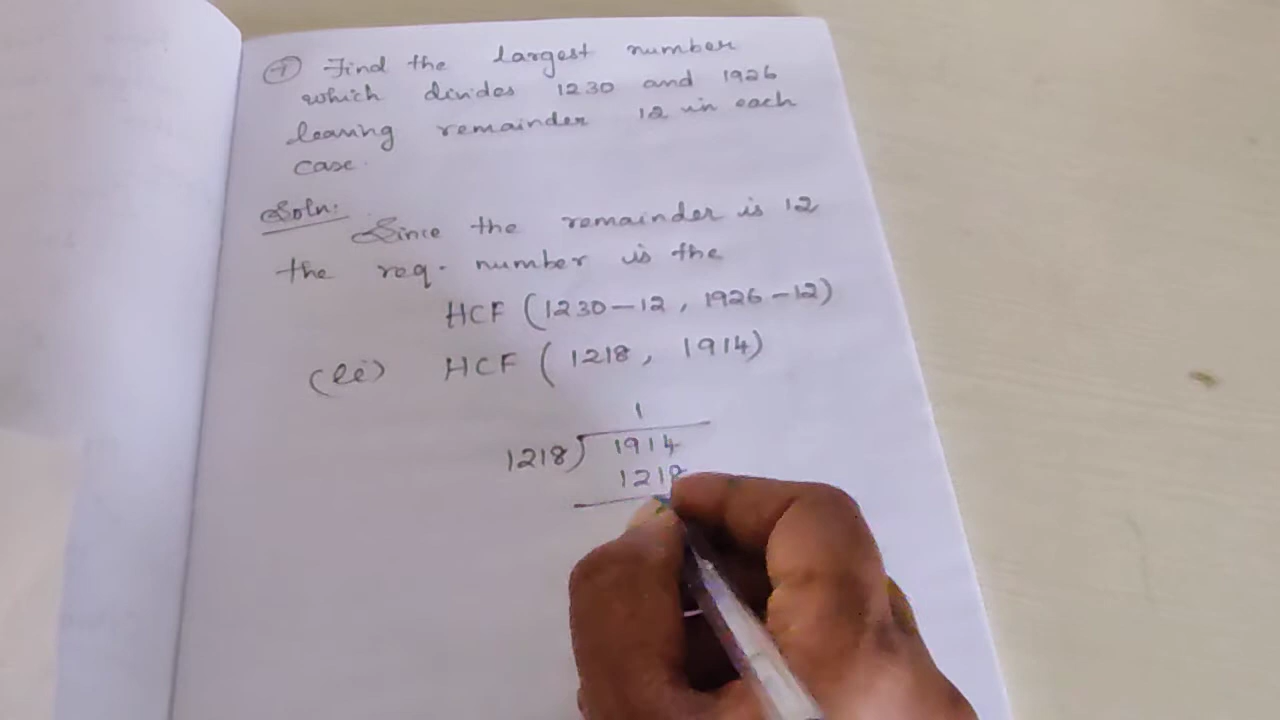 ① Find the largest number
which divides 1230 and 1926
leaving remainder 12 in each
case.
Soln: Since the remainder is 12
the req. number is the
HCF (1230-12, 1926-12)
(ie) HCF (1218, 1914)
1
1218) 1914
1218